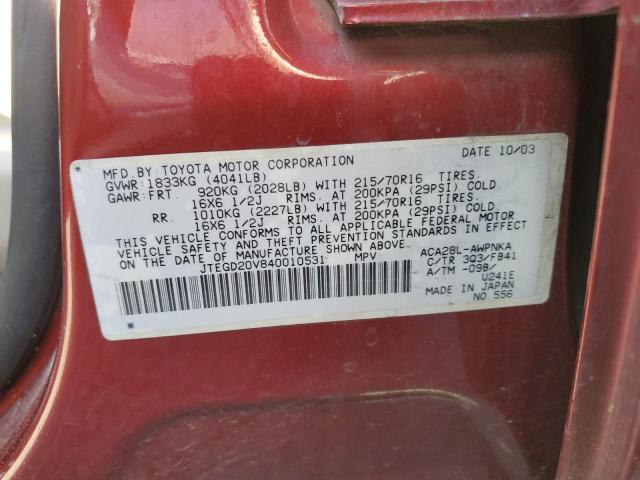 MFD. BY: TOYOTA MOTOR CORPORATION DATE 10/03
GVWR: 1833KG (4041LB)
GAWR: FRT. 920KG (2028LB) WITH 215/70R16 TIRES.
16X6 1/2J RIMS. AT 200KPA (29PSI) COLD.
RR. 1010KG (2227LB) WITH 215/70R16 TIRES.
16X6 1/2J RIMS. AT 200KPA (29PSI) COLD.
THIS VEHICLE CONFORMS TO ALL APPLICABLE FEDERAL MOTOR
VEHICLE SAFETY AND THEFT PREVENTION STANDARDS IN EFFECT
ON THE DATE OF MANUFACTURE SHOWN ABOVE.
JTEGD20V840010531 MPV
ACA28L-AWPNKA
C/TR 3Q3/FB41
A/TM -09B/
U241E
MADE IN JAPAN
NO 556
* *